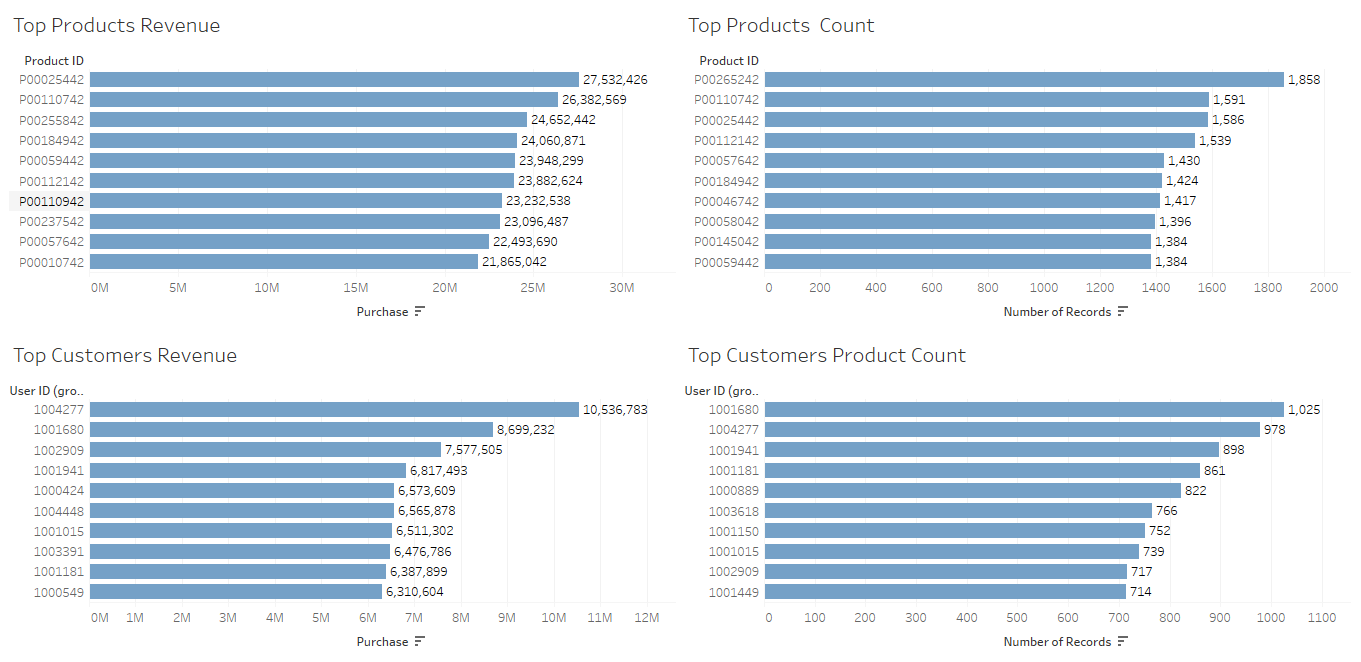 Top Products Revenue
Product ID
P00025442 27,532,426
P00110742 26,382,569
P00255842 24,652,442
P00184942 24,060,871
P00059442 23,948,299
P00112142 23,882,624
P00110942 23,232,538
P00237542 23,096,487
P00057642 22,493,690
P00010742 21,865,042
0M 5M 10M 15M 20M 25M 30M
Purchase
Top Products Count
Product ID
P00265242 1,858
P00110742 1,591
P00025442 1,586
P00112142 1,539
P00057642 1,430
P00184942 1,424
P00046742 1,417
P00058042 1,396
P00145042 1,384
P00059442 1,384
0 200 400 600 800 1000 1200 1400 1600 1800 2000
Number of Records
Top Customers Revenue
User ID (gro..
1004277 10,536,783
1001680 8,699,232
1002909 7,577,505
1001941 6,817,493
1000424 6,573,609
1004448 6,565,878
1001015 6,511,302
1003391 6,476,786
1001181 6,387,899
1000549 6,310,604
0M 1M 2M 3M 4M 5M 6M 7M 8M 9M 10M 11M 12M
Purchase
Top Customers Product Count
User ID (gro..
1001680 1,025
1004277 978
1001941 898
1001181 861
1000889 822
1003618 766
1001150 752
1001015 739
1002909 717
1001449 714
0 100 200 300 400 500 600 700 800 900 1000 1100
Number of Records